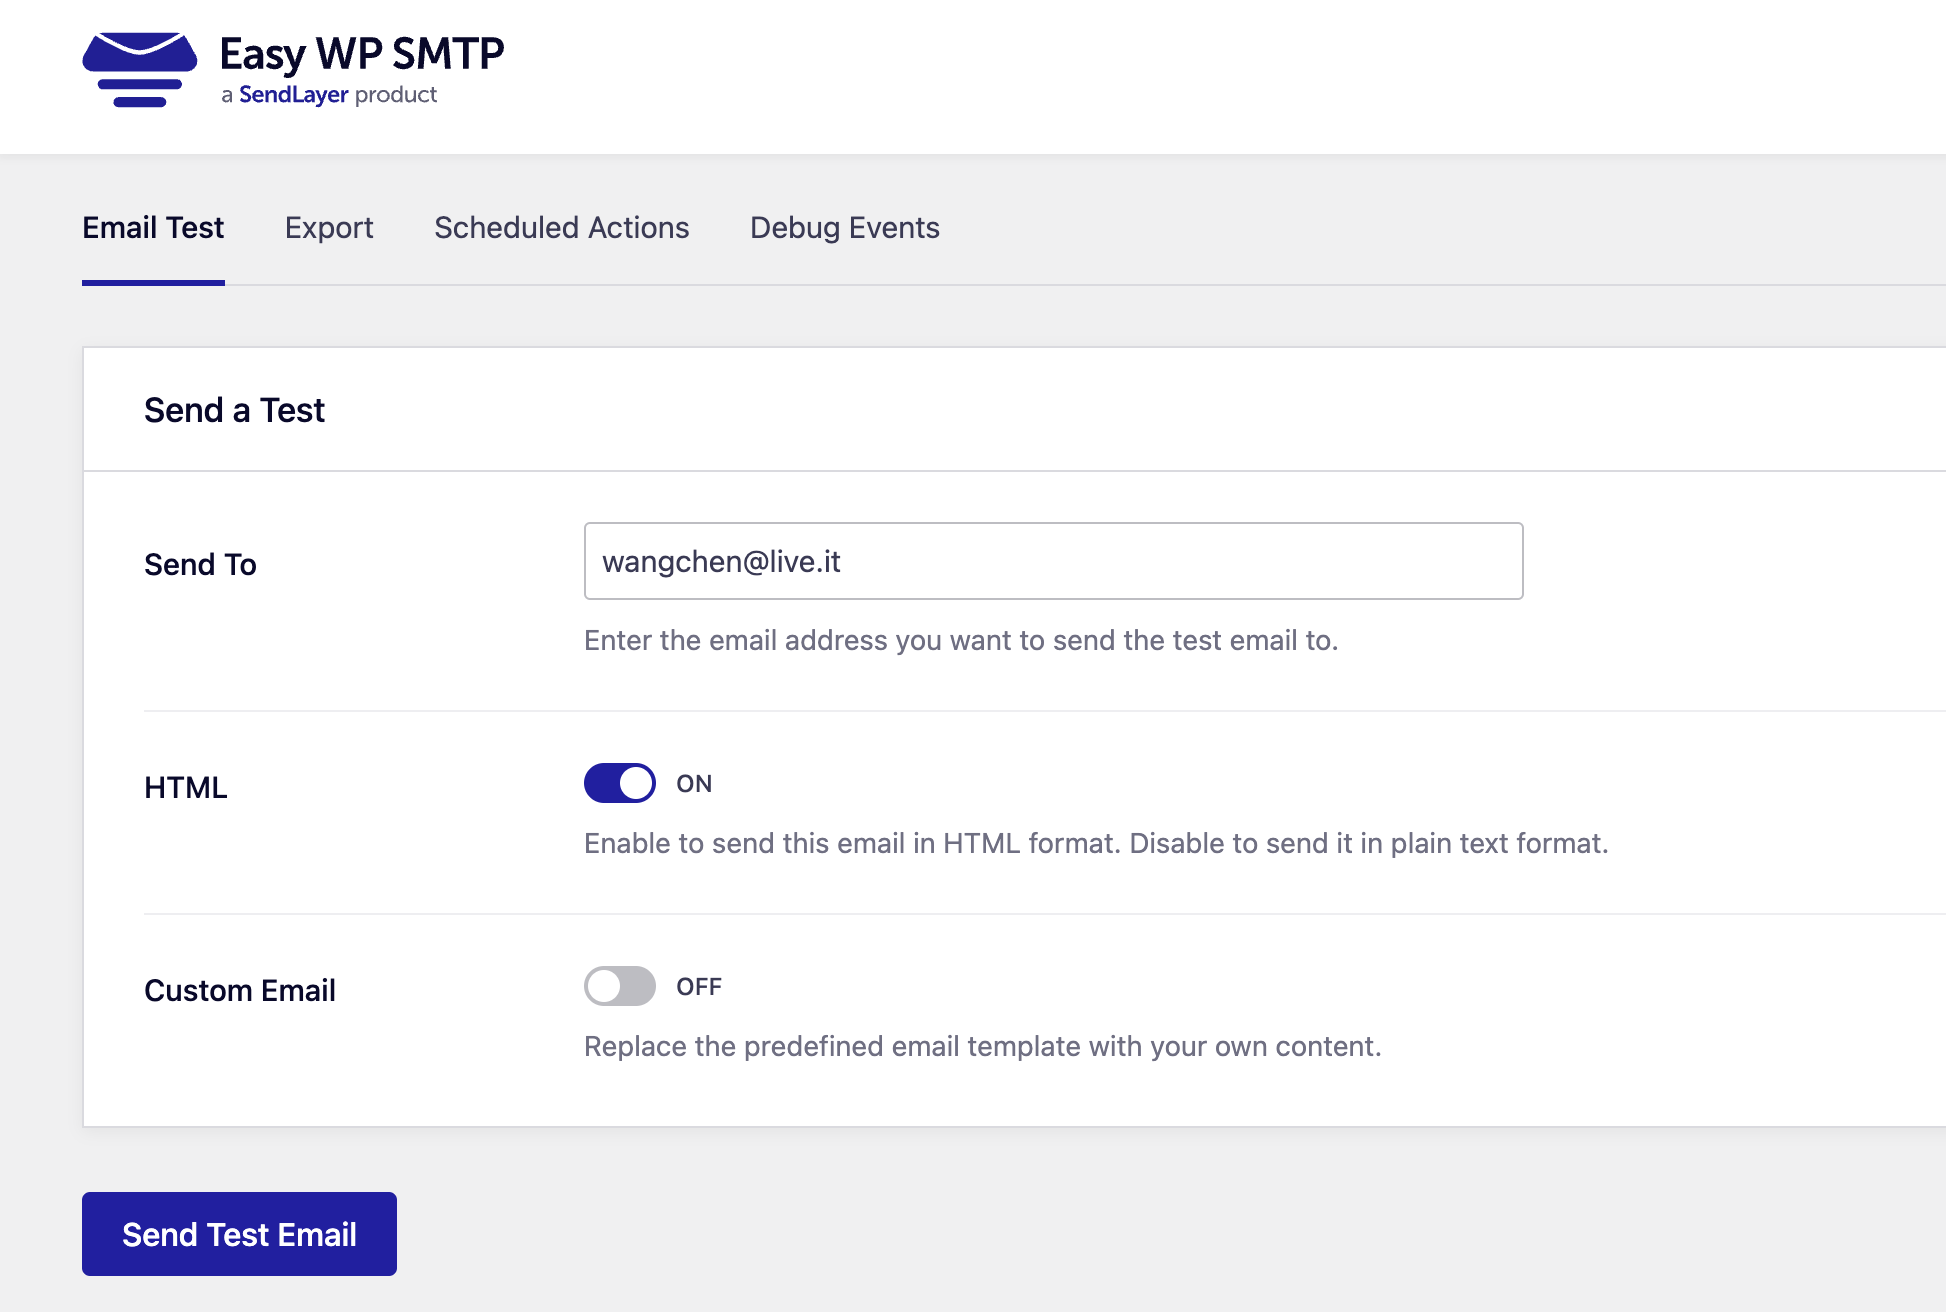 Easy WP SMTP
a SendLayer product
Email Test Export Scheduled Actions Debug Events
Send a Test
Send To wangchen@live.it
Enter the email address you want to send the test email to.
HTML ON
Enable to send this email in HTML format. Disable to send it in plain text format.
Custom Email OFF
Replace the predefined email template with your own content.
Send Test Email